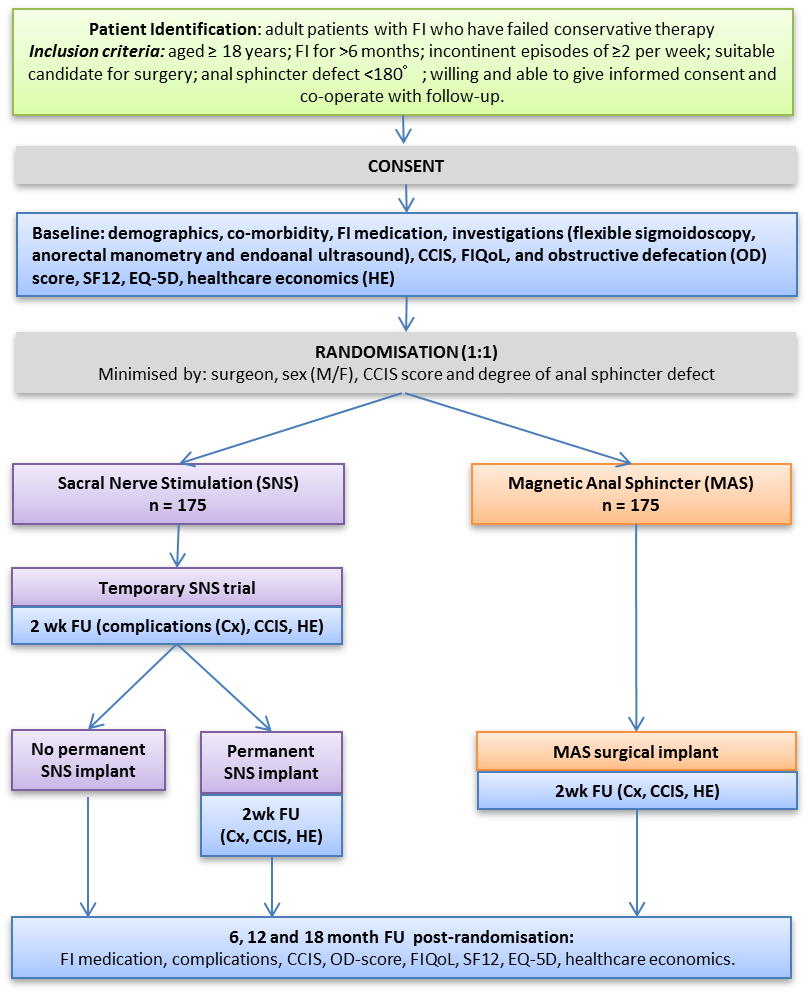 Patient Identification: adult patients with FI who have failed conservative therapy
Inclusion criteria: aged ≥ 18 years; FI for >6 months; incontinent episodes of ≥2 per week; suitable
candidate for surgery; anal sphincter defect <180° ; willing and able to give informed consent and
co-operate with follow-up.
CONSENT
Baseline: demographics, co-morbidity, FI medication, investigations (flexible sigmoidoscopy,
anorectal manometry and endoanal ultrasound), CCIS, FIQoL, and obstructive defecation (OD)
score, SF12, EQ-5D, healthcare economics (HE)
RANDOMISATION (1:1)
Minimised by: surgeon, sex (M/F), CCIS score and degree of anal sphincter defect
Sacral Nerve Stimulation (SNS)
n = 175
Magnetic Anal Sphincter (MAS)
n = 175
Temporary SNS trial
2 wk FU (complications (Cx), CCIS, HE)
No permanent
SNS implant
Permanent
SNS implant
2wk FU
(Cx, CCIS, HE)
MAS surgical implant
2wk FU (Cx, CCIS, HE)
6, 12 and 18 month FU post-randomisation:
FI medication, complications, CCIS, OD-score, FIQoL, SF12, EQ-5D, healthcare economics.